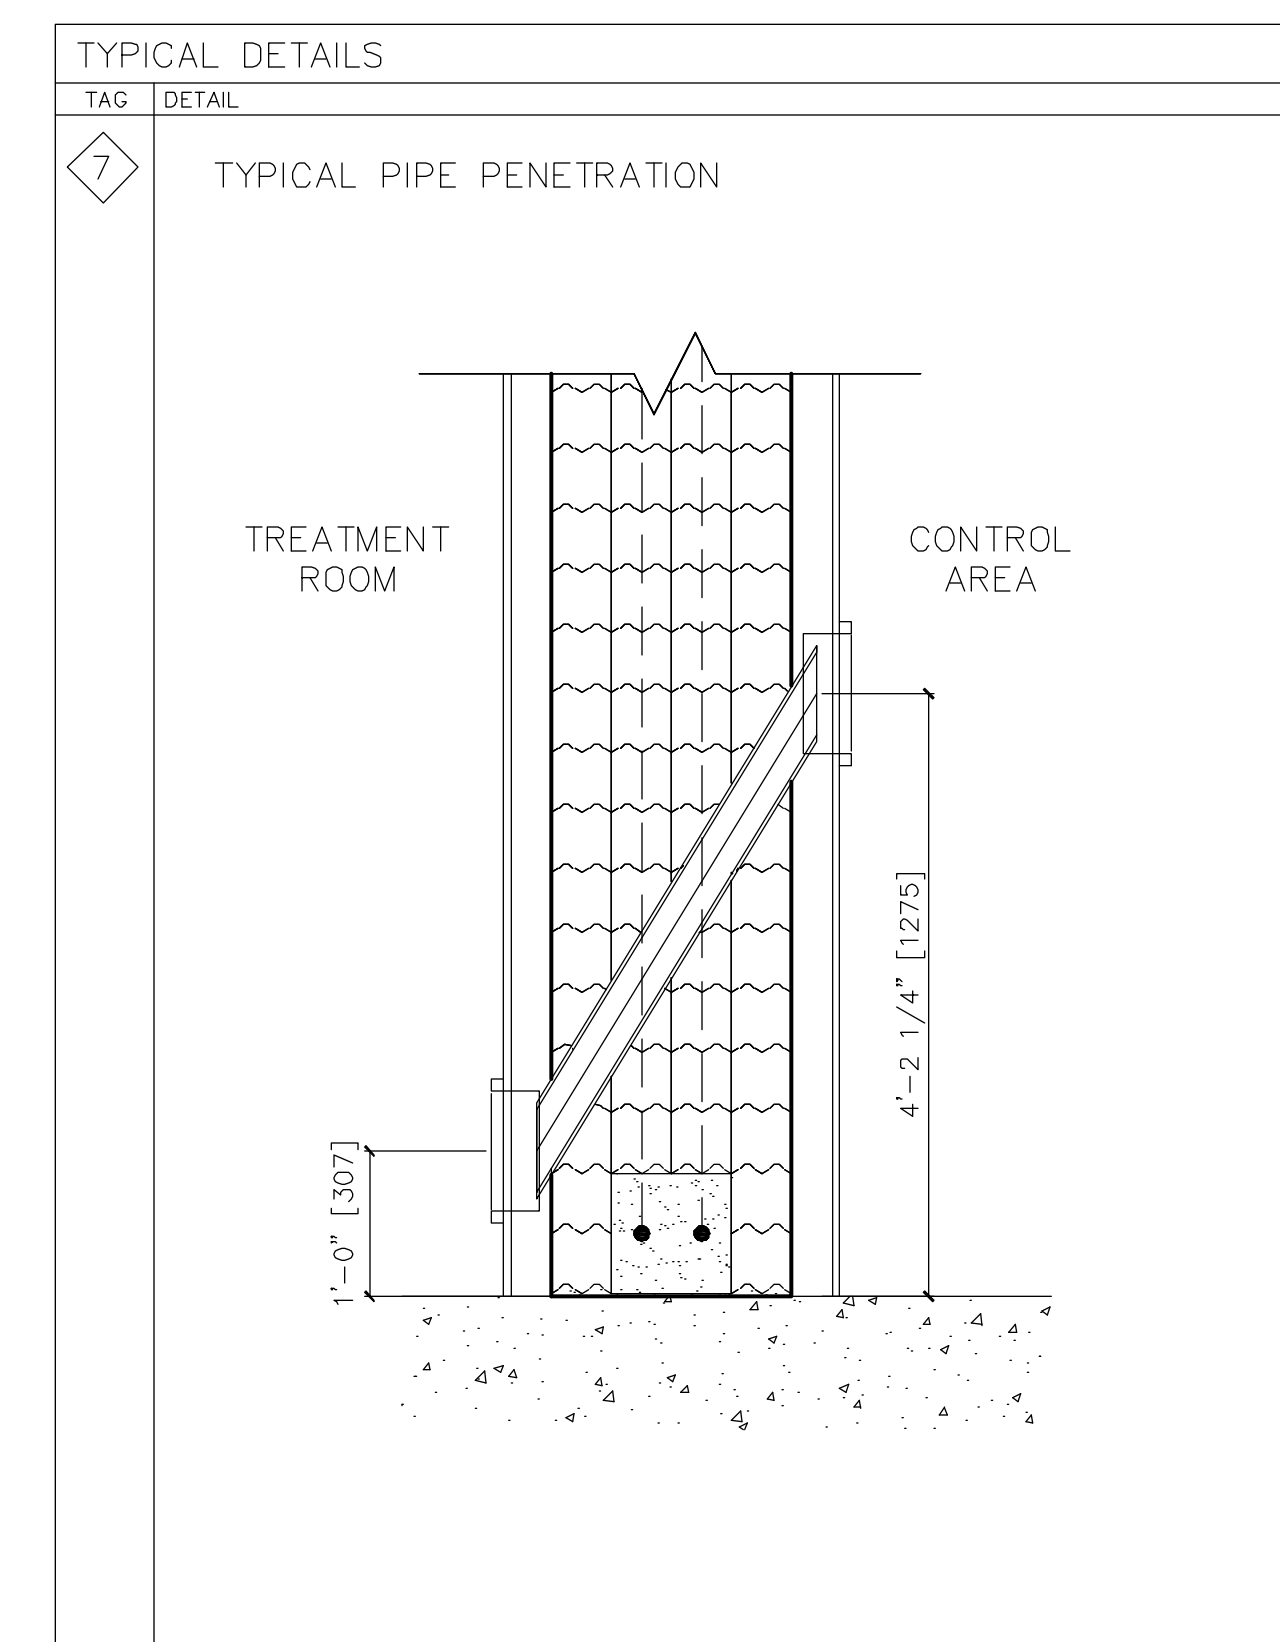 TYPICAL DETAILS
TAG DETAIL
7 TYPICAL PIPE PENETRATION
TREATMENT
ROOM
CONTROL
AREA
4'-2 1/4" [1275]
1'-0" [307]